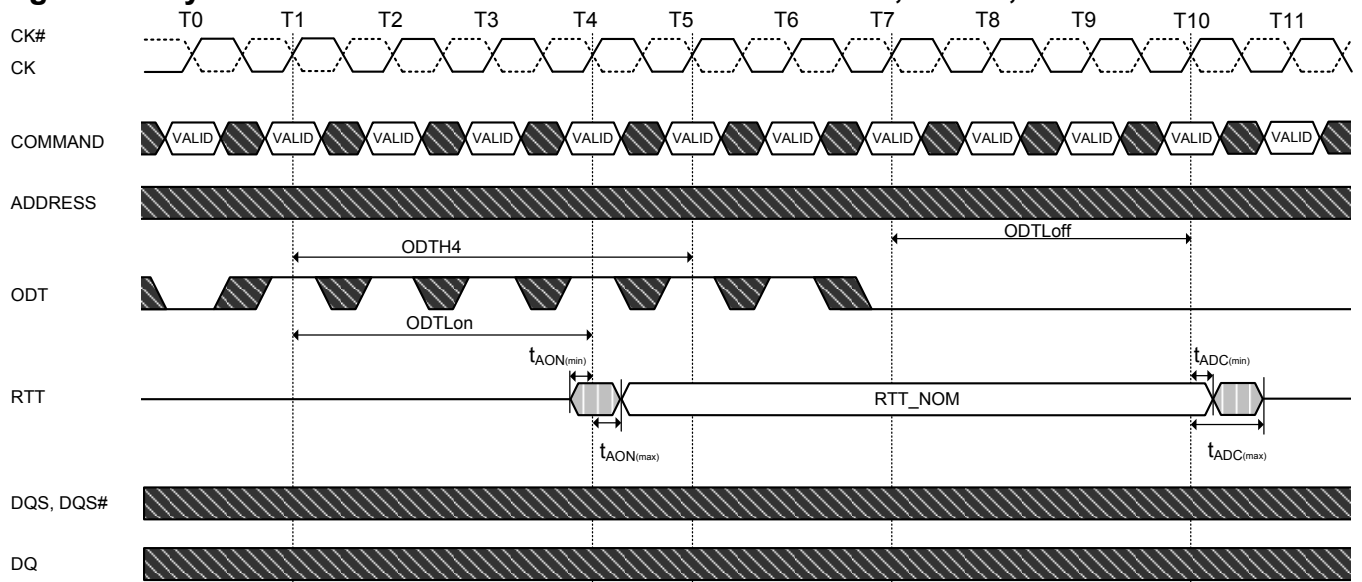 T0 T1 T2 T3 T4 T5 T6 T7 T8 T9 T10 T11
CK#
CK
COMMAND VALID VALID VALID VALID VALID VALID VALID VALID VALID VALID VALID VALID
ADDRESS
ODTLoff
ODTH4
ODT
ODTLon
tAON(min) tADC(min)
RTT RTT_NOM
tAON(max) tADC(max)
DQS, DQS#
DQ